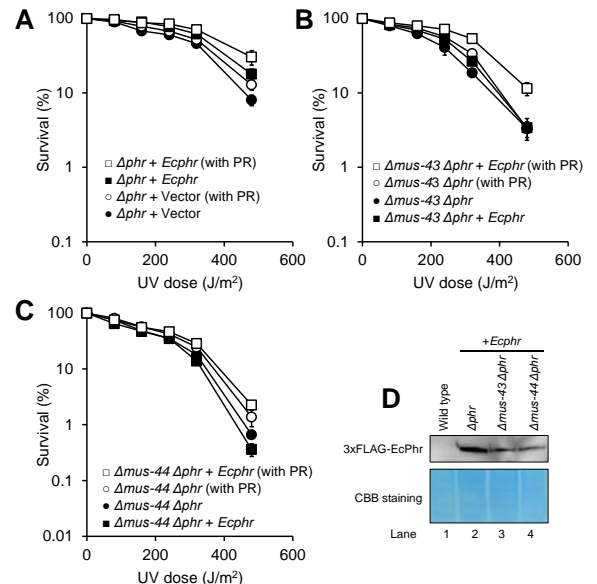 A
Survival (%)
100
10
1
0.1
0
200
400
600
UV dose (J/m²)
Δphr + Ecphr (with PR)
Δphr + Ecphr
Δphr + Vector (with PR)
Δphr + Vector
B
Survival (%)
100
10
1
0.1
0
200
400
600
UV dose (J/m²)
Δmus-43 Δphr + Ecphr (with PR)
Δmus-43 Δphr (with PR)
Δmus-43 Δphr
Δmus-43 Δphr + Ecphr
C
Survival (%)
100
10
1
0.1
0.01
0
200
400
600
UV dose (J/m²)
Δmus-44 Δphr + Ecphr (with PR)
Δmus-44 Δphr (with PR)
Δmus-44 Δphr
Δmus-44 Δphr + Ecphr
D
+Ecphr
Wild type
Δphr
Δmus-43 Δphr
Δmus-44 Δphr
3xFLAG-EcPhr
CBB staining
Lane 1 2 3 4